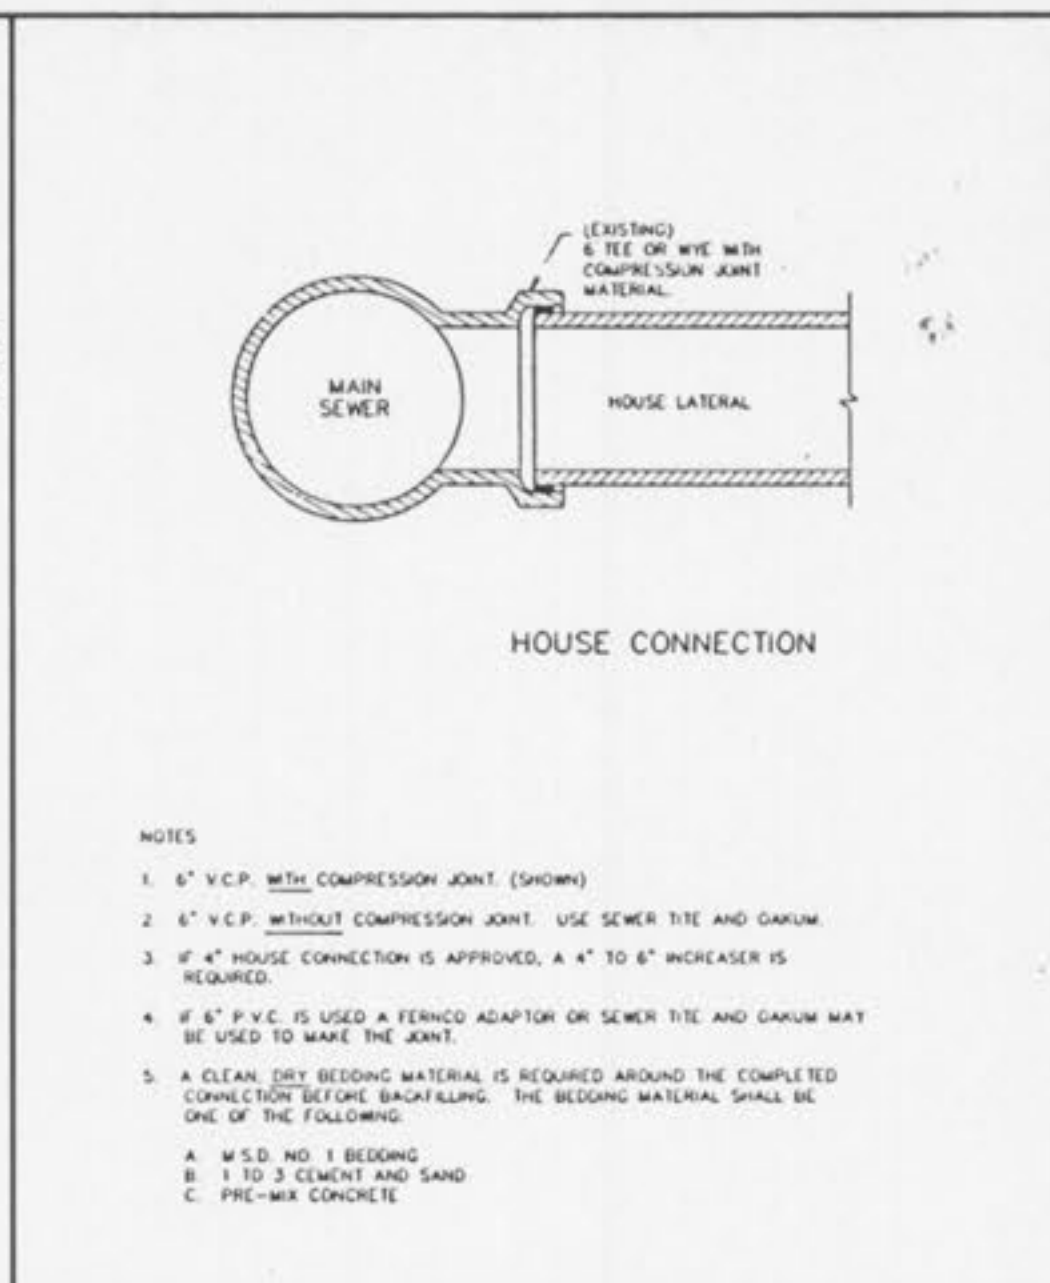 (EXISTING)
6 TEE OR WYE WITH
COMPRESSION JOINT
MATERIAL.
MAIN
SEWER
HOUSE LATERAL
HOUSE CONNECTION
NOTES
1. 6" V.C.P. WITH COMPRESSION JOINT. (SHOWN)
2 6" V.C.P. WITHOUT COMPRESSION JOINT. USE SEWER TITE AND OAKUM.
3 IF 4" HOUSE CONNECTION IS APPROVED, A 4" TO 6" INCREASER IS
REQUIRED.
4. IF 6" P.V.C. IS USED A FERNCO ADAPTOR OR SEWER TITE AND OAKUM MAY
BE USED TO MAKE THE JOINT.
5. A CLEAN, DRY BEDDING MATERIAL IS REQUIRED AROUND THE COMPLETED
CONNECTION BEFORE BACKFILLING. THE BEDDING MATERIAL SHALL BE
ONE OF THE FOLLOWING:
A. M.S.D. NO. 1 BEDDING
B. 1 TO 3 CEMENT AND SAND
C. PRE-MIX CONCRETE